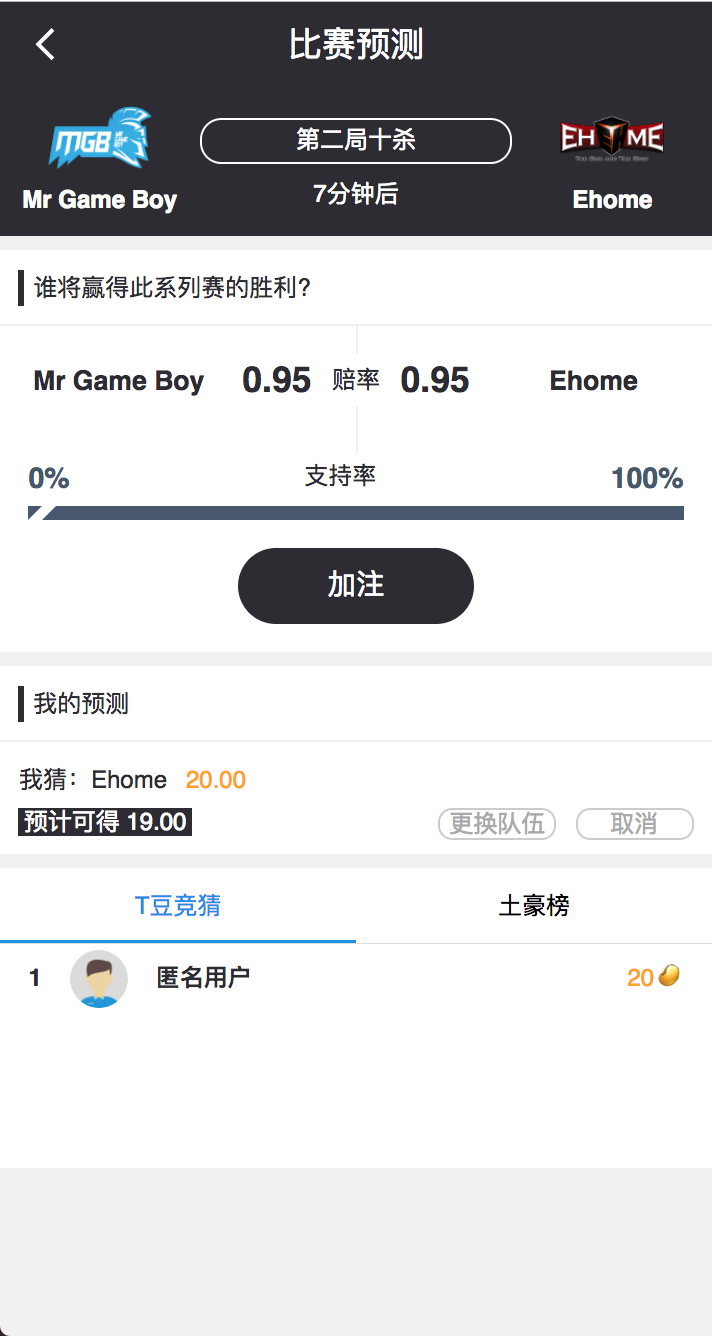 比赛预测
MGB
MR GAME BOY
第二局十杀
EHOME
Mr Game Boy
7分钟后
Ehome
谁将赢得此系列赛的胜利?
Mr Game Boy 0.95 赔率 0.95 Ehome
0% 支持率 100%
加注
我的预测
我猜：Ehome 20.00
预计可得 19.00 更换队伍 取消
T豆竞猜 土豪榜
1 匿名用户 20